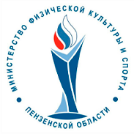 МИНИСТЕРСТВО ФИЗИЧЕСКОЙ КУЛЬТУРЫ И СПОРТА
ПЕНЗЕНСКОЙ ОБЛАСТИ